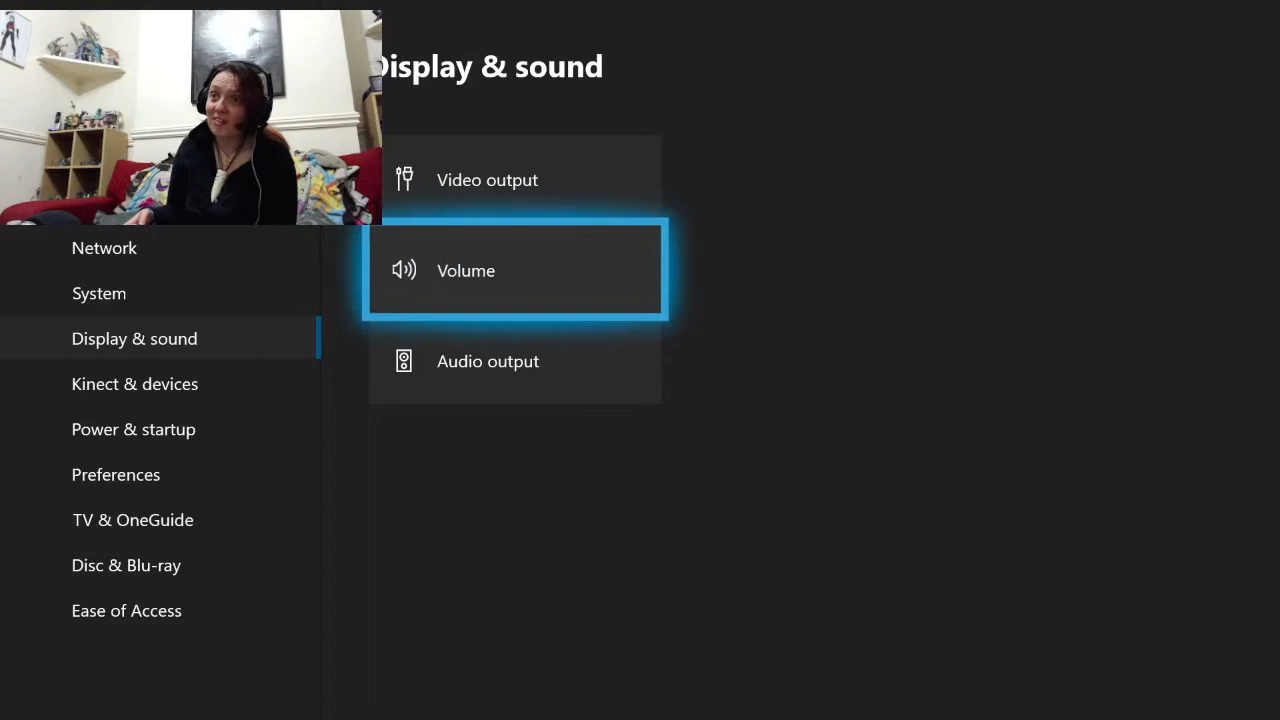 Display & sound
Video output
Volume
Audio output
Network
System
Display & sound
Kinect & devices
Power & startup
Preferences
TV & OneGuide
Disc & Blu-ray
Ease of Access